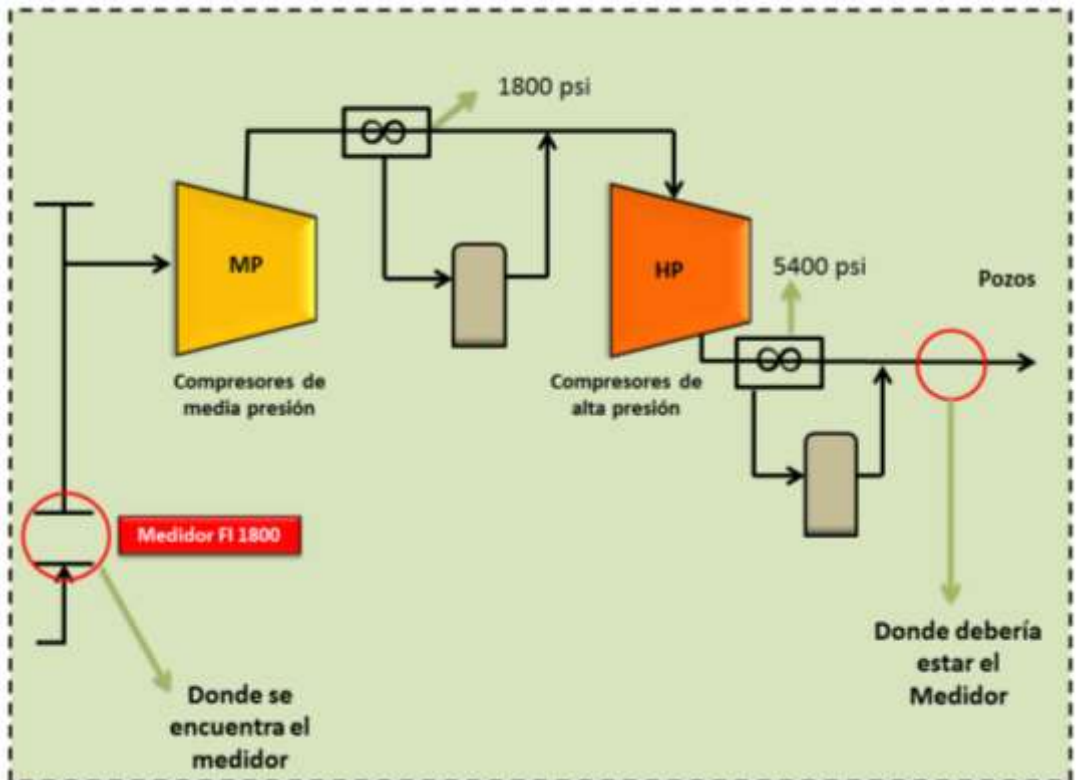 1800 psi
MP
HP
5400 psi
Pozos
Compresores de
media presión
Compresores de
alta presión
Medidor FI 1800
Donde debería
estar el
Medidor
Donde se
encuentra el
medidor